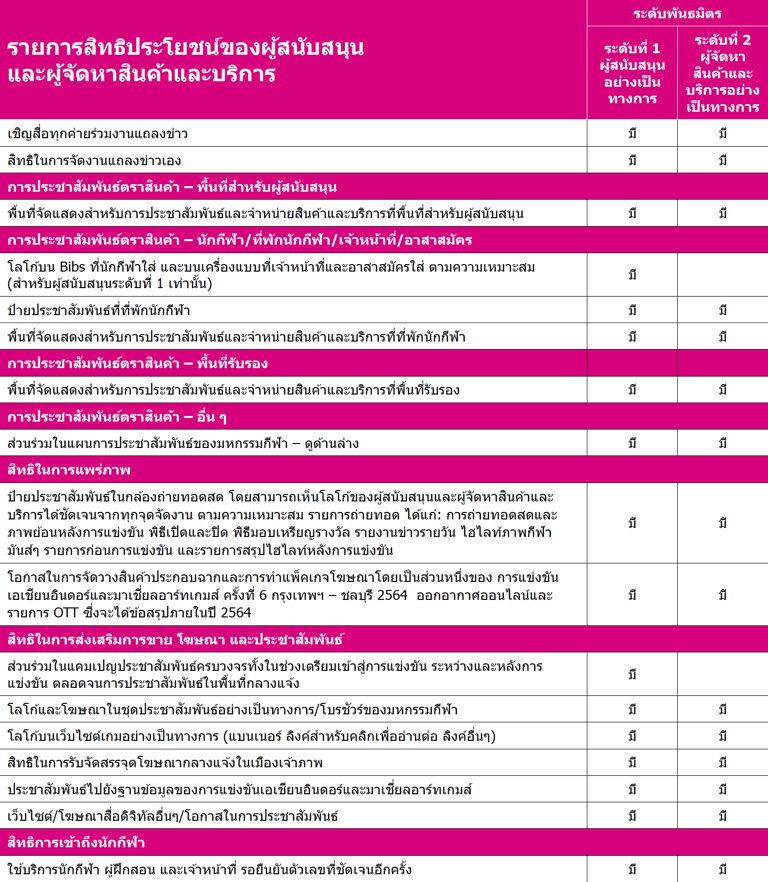 รายการสิทธิประโยชน์ของผู้สนับสนุน
และผู้จัดหาสินค้าและบริการ
ระดับพันธมิตร
ระดับที่ 1
ผู้สนับสนุน
อย่างเป็น
ทางการ
ระดับที่ 2
ผู้จัดหา
สินค้าและ
บริการอย่าง
เป็นทางการ
เชิญสื่อทุกค่ายร่วมงานแถลงข่าว มี มี
สิทธิในการจัดงานแถลงข่าวเอง มี มี
การประชาสัมพันธ์ตราสินค้า – พื้นที่สำหรับผู้สนับสนุน
พื้นที่จัดแสดงสำหรับการประชาสัมพันธ์และจำหน่ายสินค้าและบริการที่พื้นที่สำหรับผู้สนับสนุน มี มี
การประชาสัมพันธ์ตราสินค้า – นักกีฬา/ที่พักนักกีฬา/เจ้าหน้าที่/อาสาสมัคร
โลโก้บน Bibs ที่นักกีฬาใส่ และบนเครื่องแบบที่เจ้าหน้าที่และอาสาสมัครใส่ ตามความเหมาะสม
(สำหรับผู้สนับสนุนระดับที่ 1 เท่านั้น) มี
ป้ายประชาสัมพันธ์ที่ที่พักนักกีฬา มี มี
พื้นที่จัดแสดงสำหรับการประชาสัมพันธ์และจำหน่ายสินค้าและบริการที่ที่พักนักกีฬา มี มี
การประชาสัมพันธ์ตราสินค้า – พื้นที่รับรอง
พื้นที่จัดแสดงสำหรับการประชาสัมพันธ์และจำหน่ายสินค้าและบริการที่พื้นที่รับรอง มี มี
การประชาสัมพันธ์ตราสินค้า – อื่น ๆ
ส่วนร่วมในแผนการประชาสัมพันธ์ของมหกรรมกีฬา – ดูด้านล่าง มี มี
สิทธิในการแพร่ภาพ
ป้ายประชาสัมพันธ์ในกล้องถ่ายทอดสด โดยสามารถเห็นโลโก้ของผู้สนับสนุนและผู้จัดหาสินค้าและ
บริการได้ชัดเจนจากทุกจุดจัดงาน ตามความเหมาะสม รายการถ่ายทอด ได้แก่: การถ่ายทอดสดและ
ภาพย้อนหลังการแข่งขัน พิธีเปิดและปิด พิธีมอบเหรียญรางวัล รายงานข่าวรายวัน ไฮไลท์ภาพกีฬา
มันส์ๆ รายการก่อนการแข่งขัน และรายการสรุปไฮไลท์หลังการแข่งขัน มี มี
โอกาสในการจัดวางสินค้าประกอบฉากและการทำแพ็คเกจโฆษณาโดยเป็นส่วนหนึ่งของ การแข่งขัน
เอเชียนอินดอร์และมาเชี่ยลอาร์ทเกมส์ ครั้งที่ 6 กรุงเทพฯ – ชลบุรี 2564 ออกอากาศออนไลน์และ
รายการ OTT ซึ่งจะได้ข้อสรุปภายในปี 2564 มี มี
สิทธิในการส่งเสริมการขาย โฆษณา และประชาสัมพันธ์
ส่วนร่วมในแคมเปญประชาสัมพันธ์ครบวงจรทั้งในช่วงเตรียมเข้าสู่การแข่งขัน ระหว่างและหลังการ
แข่งขัน ตลอดจนการประชาสัมพันธ์ในพื้นที่กลางแจ้ง มี
โลโก้และโฆษณาในชุดประชาสัมพันธ์อย่างเป็นทางการ/โบรชัวร์ของมหกรรมกีฬา มี มี
โลโก้บนเว็บไซต์เกมอย่างเป็นทางการ (แบนเนอร์ ลิงค์สำหรับคลิกเพื่ออ่านต่อ ลิงค์อื่นๆ) มี มี
สิทธิในการรับจัดสรรจุดโฆษณากลางแจ้งในเมืองเจ้าภาพ มี มี
ประชาสัมพันธ์ไปยังฐานข้อมูลของการแข่งขันเอเชียนอินดอร์และมาเชี่ยลอาร์ทเกมส์ มี มี
เว็บไซต์/โฆษณาสื่อดิจิทัลอื่นๆ/โอกาสในการประชาสัมพันธ์ มี มี
สิทธิการเข้าถึงนักกีฬา
ใช้บริการนักกีฬา ผู้ฝึกสอน และเจ้าหน้าที่ รอยืนยันตัวเลขที่ชัดเจนอีกครั้ง มี มี